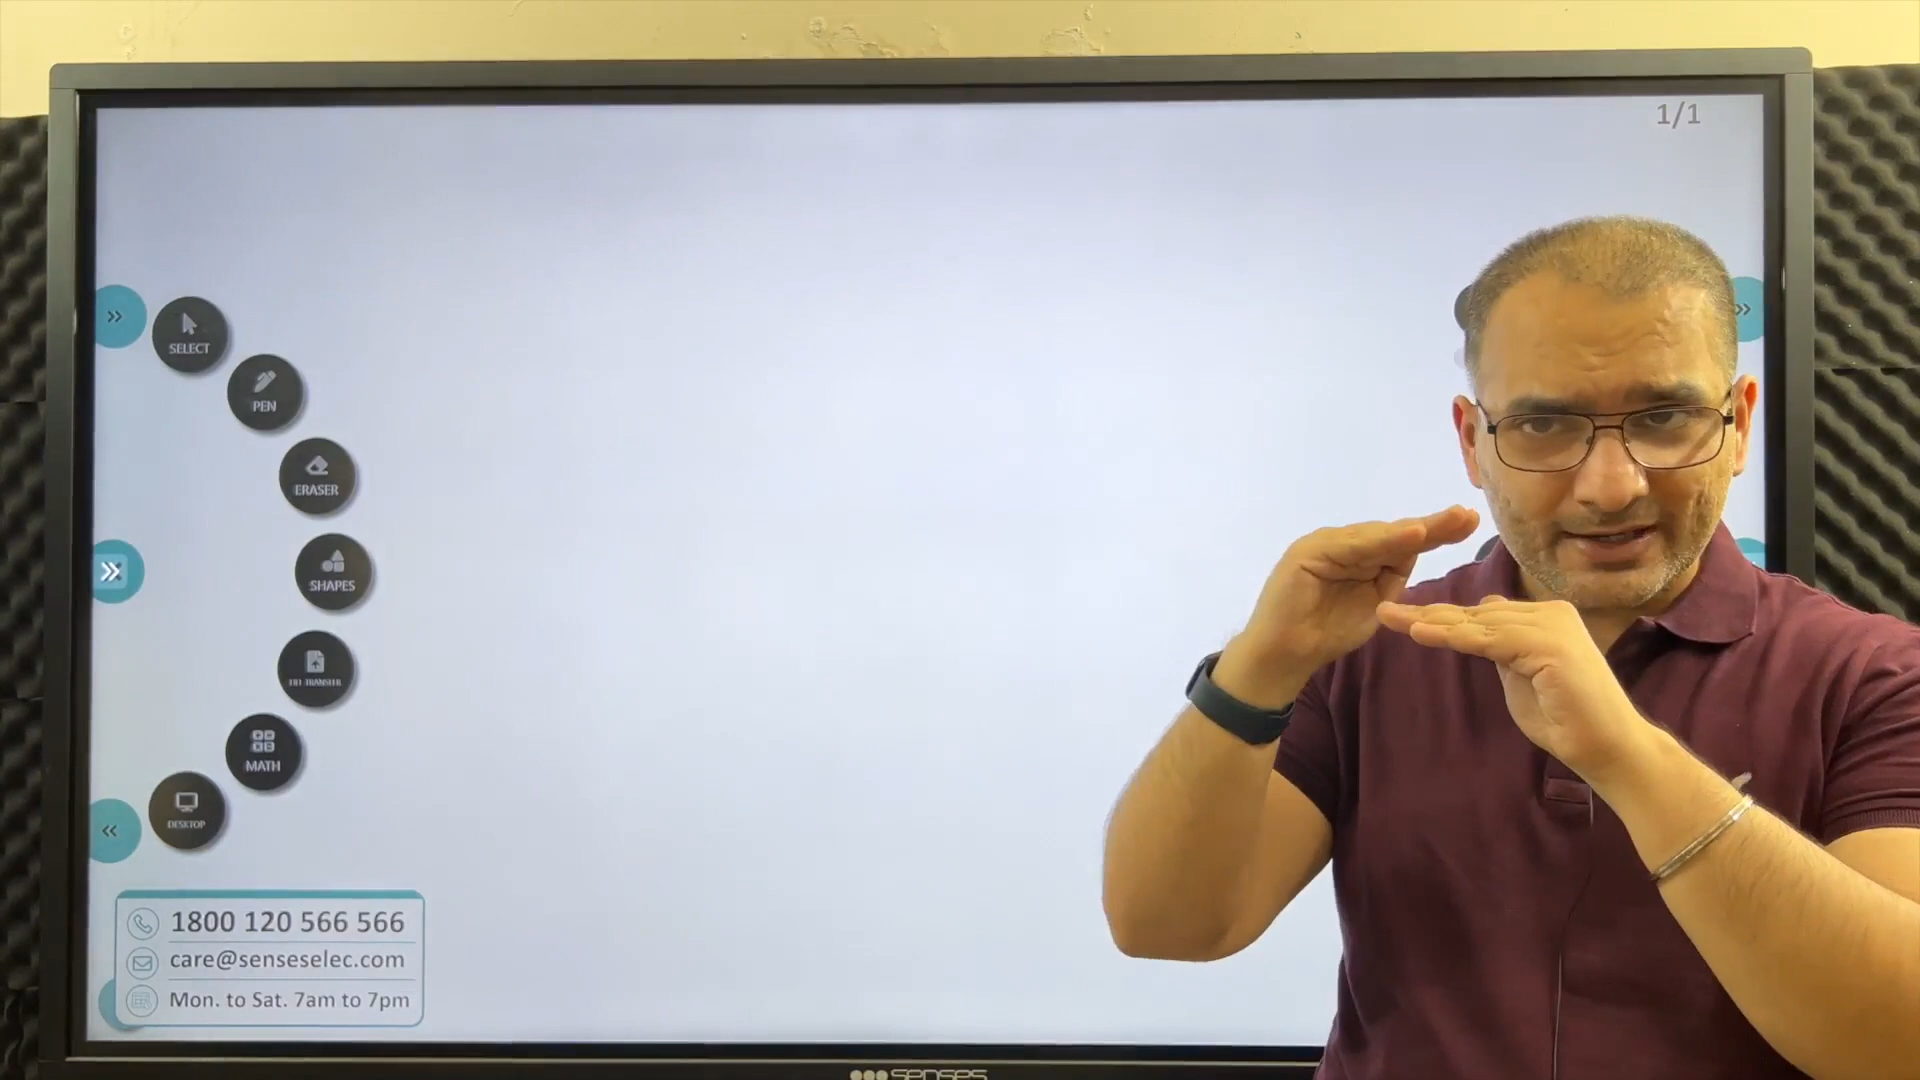 1/1
SELECT
PEN
ERASER
SHAPES
MATH
DESKTOP
1800 120 566 566
care@senseselec.com
Mon. to Sat. 7am to 7pm
senses